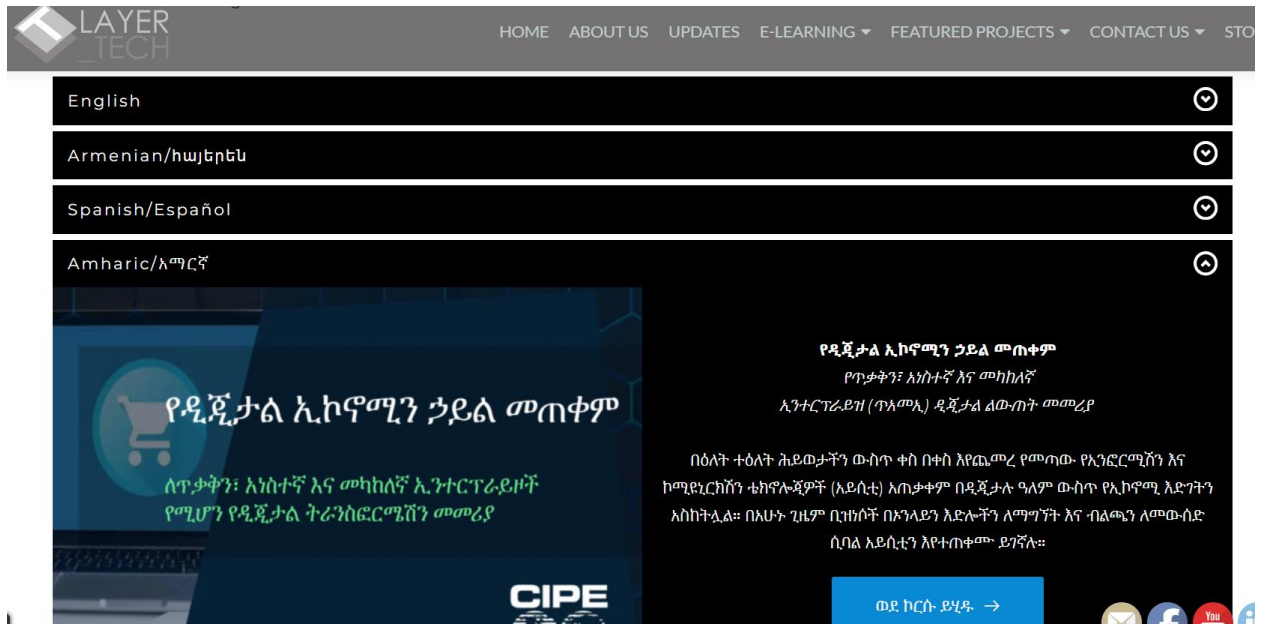 LAYER
_TECH
HOME ABOUT US UPDATES E-LEARNING FEATURED PROJECTS CONTACT US STO
English
Armenian/հայերեն
Spanish/Español
Amharic/አማርኛ
የዲጂታል ኢኮኖሚን ኃይል መጠቀም
ለጥቃቅን፣ አነስተኛ እና መካከለኛ ኢንተርፕራይዞች
የሚሆን የዲጂታል ትራንስፎርሜሽን መመሪያ
CIPE
የዲጂታል ኢኮኖሚን ኃይል መጠቀም
የጥቃቅን፣ አነስተኛ እና መካከለኛ
ኢንተርፕራይዝ (ጥአመኢ) ዲጂታል ልውጠት መመሪያ
በዕለት ተዕለት ሕይወታችን ውስጥ ቀስ በቀስ እየጨመረ የመጣው የኢንፎርሚሽን እና
ኮሚዩኒርክሽን ቴክኖሎጂዎች (አይሲቲ) አጠቃቀም በዲጂታሉ ዓለም ውስጥ የኢኮኖሚ እድገትን
አስከትሏል። በአሁኑ ጊዜም ቢዝነሶች በኦንላይን እድሎችን ለማግኘት እና ብልጫን ለመውሰድ
ሲባል አይሲቲን እየተጠቀሙ ይገኛሉ።
ወደ ኮርሱ ይሂዱ →
You